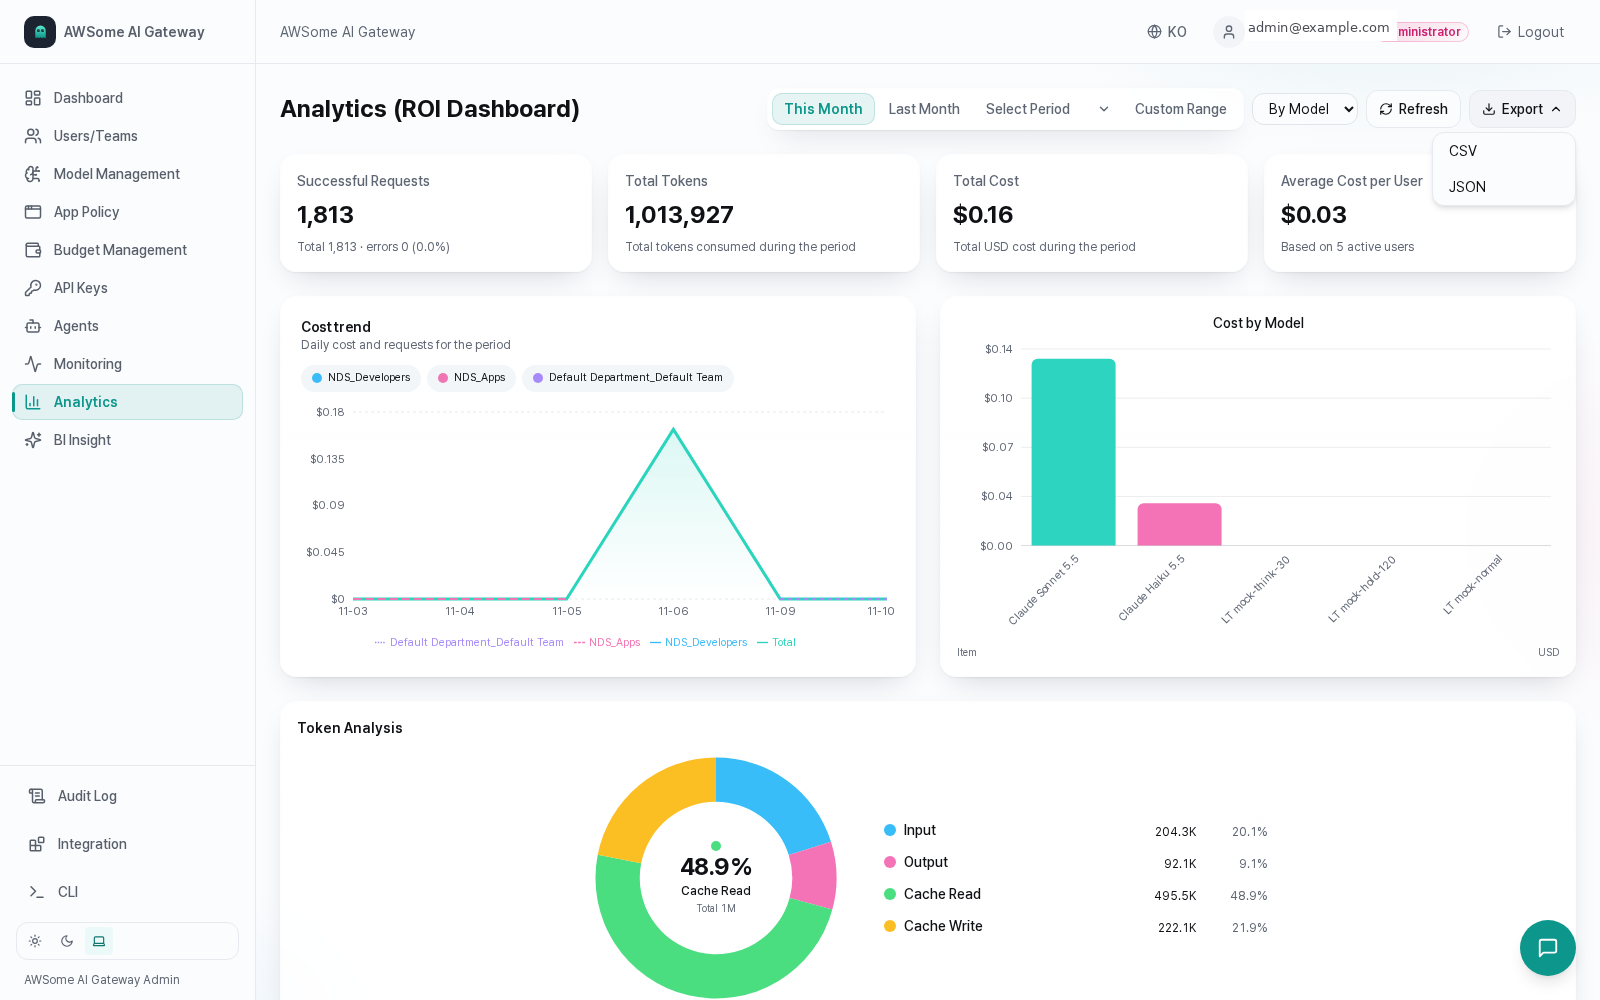 AWSome AI Gateway
AWSome AI Gateway
KO
admin@example.com
ministrator
Logout
Dashboard
Users/Teams
Model Management
App Policy
Budget Management
API Keys
Agents
Monitoring
Analytics
BI Insight
Audit Log
Integration
CLI
AWSome AI Gateway Admin
Analytics (ROI Dashboard)
This Month
Last Month
Select Period
Custom Range
By Model
Refresh
Export
CSV
JSON
Successful Requests
1,813
Total 1,813 · errors 0 (0.0%)
Total Tokens
1,013,927
Total tokens consumed during the period
Total Cost
$0.16
Total USD cost during the period
Average Cost per User
$0.03
Based on 5 active users
Cost trend
Daily cost and requests for the period
NDS_Developers
NDS_Apps
Default Department_Default Team
$0.18
$0.135
$0.09
$0.045
$0
11-03
11-04
11-05
11-06
11-09
11-10
Default Department_Default Team
NDS_Apps
NDS_Developers
Total
Cost by Model
$0.14
$0.10
$0.07
$0.04
$0.00
Claude Sonnet 5.5
Claude Haiku 5.5
LT mock-think-30
LT mock-hold-120
LT mock-normal
Item
USD
Token Analysis
48.9%
Cache Read
Total 1M
Input 204.3K 20.1%
Output 92.1K 9.1%
Cache Read 495.5K 48.9%
Cache Write 222.1K 21.9%